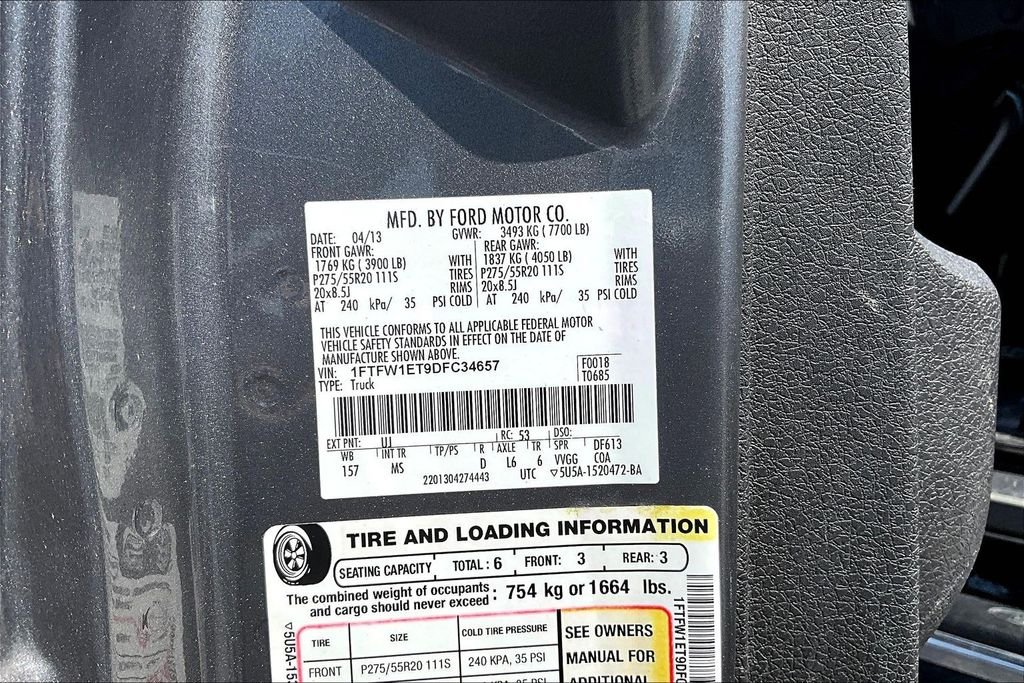 MFD. BY FORD MOTOR CO.
DATE: 04/13 GVWR: 3493 KG ( 7700 LB)
FRONT GAWR: REAR GAWR:
1769 KG ( 3900 LB) WITH 1837 KG ( 4050 LB) WITH
P275/55R20 111S TIRES P275/55R20 111S TIRES
20x8.5J RIMS 20x8.5J RIMS
AT 240 kPa/ 35 PSI COLD AT 240 kPa/ 35 PSI COLD
THIS VEHICLE CONFORMS TO ALL APPLICABLE FEDERAL MOTOR
VEHICLE SAFETY STANDARDS IN EFFECT ON THE DATE OF
MANUFACTURE SHOWN ABOVE.
VIN: 1FTFW1ET9DFC34657 F0018
TYPE: Truck T0685
EXT PNT: UJ RC: 53 DSO:
WB INT TR TP/PS R AXLE TR SPR DF613
157 MS D L6 6 VVGG COA
2201304274443 UTC ▽5U5A-1520472-BA
TIRE AND LOADING INFORMATION
SEATING CAPACITY TOTAL : 6 FRONT: 3 REAR: 3
The combined weight of occupants
and cargo should never exceed : 754 kg or 1664 lbs.
TIRE SIZE COLD TIRE PRESSURE SEE OWNERS
FRONT P275/55R20 111S 240 KPA, 35 PSI MANUAL FOR
ADDITIONAL
▽5U5A-15
1FTFW1ET9DFC